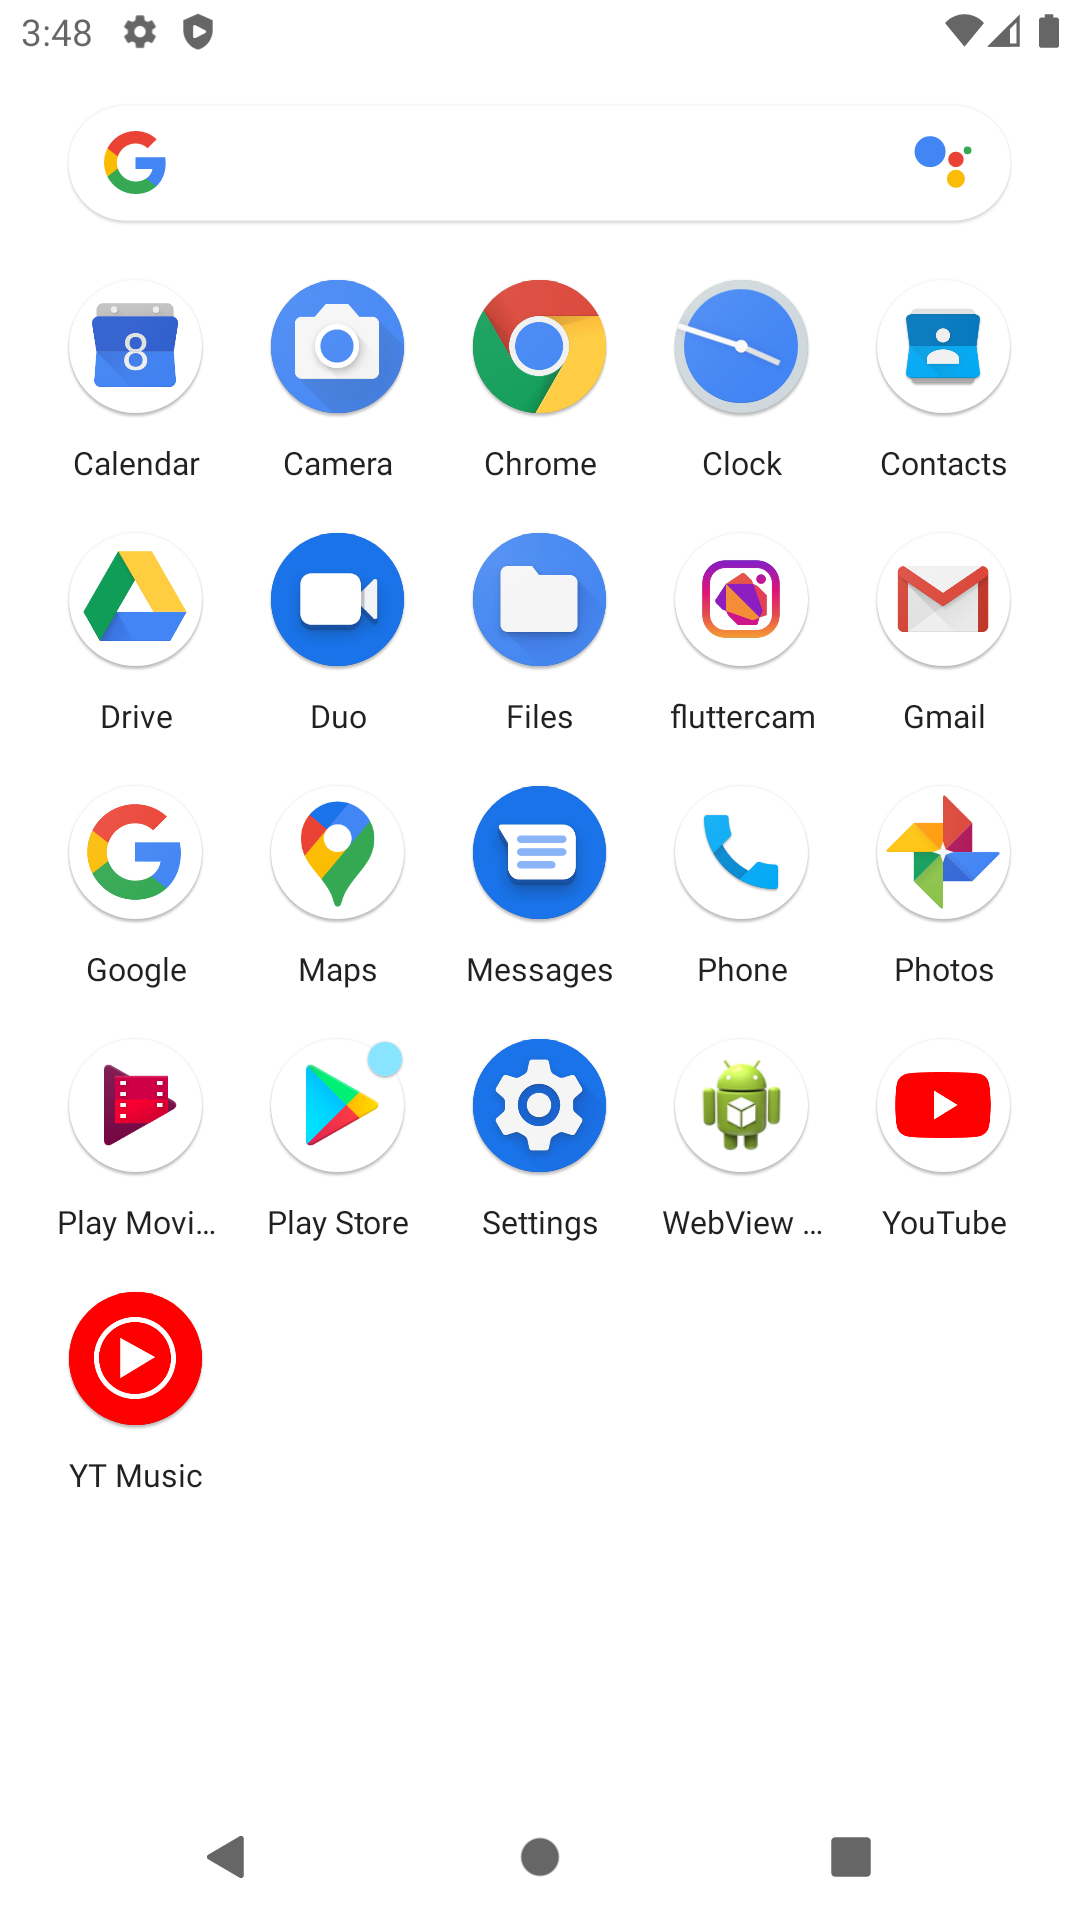 3:48
8
Calendar Camera Chrome Clock Contacts
Drive Duo Files fluttercam Gmail
Google Maps Messages Phone Photos
Play Movi... Play Store Settings WebView ... YouTube
YT Music